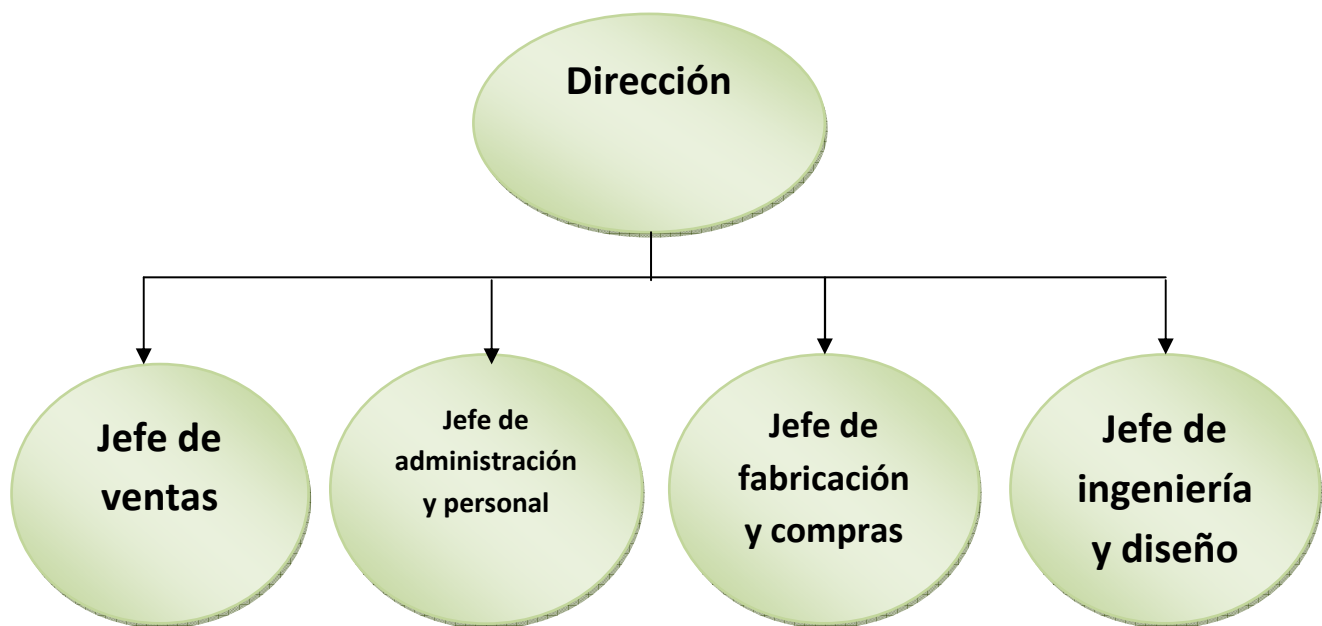 Dirección
Jefe de
ventas
Jefe de
administración
y personal
Jefe de
fabricación
y compras
Jefe de
ingeniería
y diseño